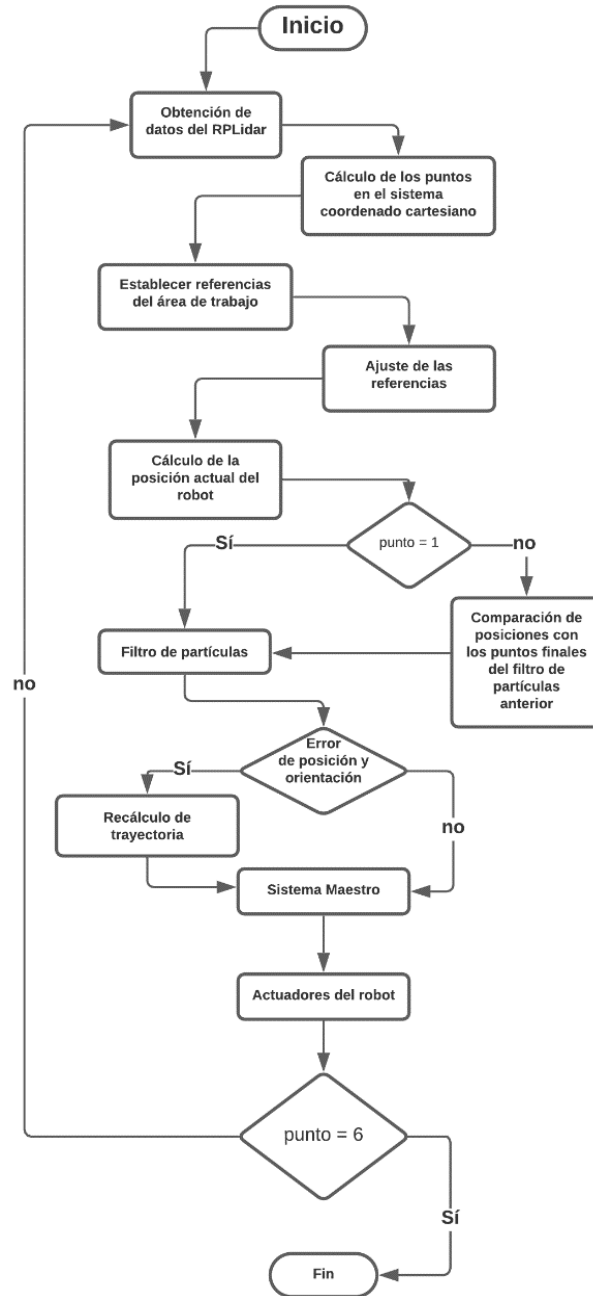 Inicio
Obtención de
datos del RPLidar
Cálculo de los puntos
en el sistema
coordenado cartesiano
Establecer referencias
del área de trabajo
Ajuste de las
referencias
Cálculo de la
posición actual del
robot
punto = 1
Sí
no
Comparación de
posiciones con
los puntos finales
del filtro de
partículas
anterior
Filtro de partículas
no
Error
de posición y
orientación
Sí
no
Recálculo de
trayectoria
Sistema Maestro
Actuadores del robot
punto = 6
Sí
Fin